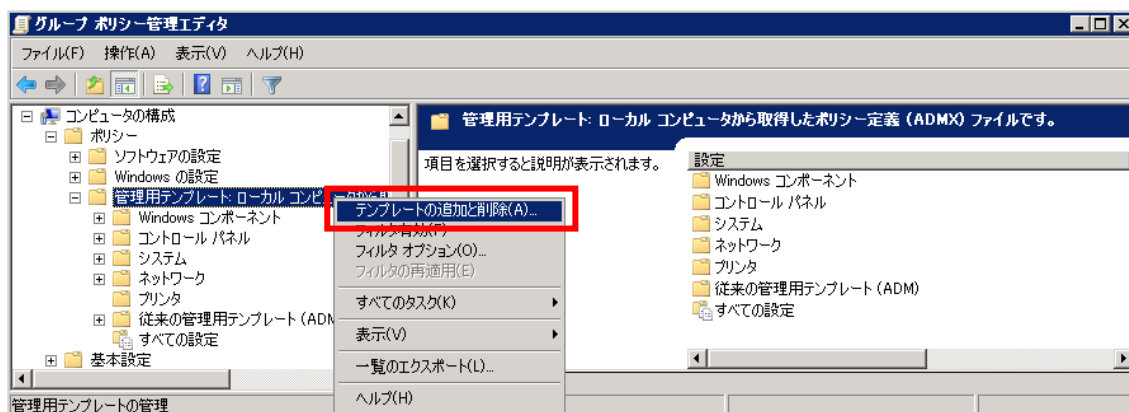 グループ ポリシー管理エディタ
ファイル(F) 操作(A) 表示(V) ヘルプ(H)
コンピュータの構成
ポリシー
ソフトウェアの設定
Windows の設定
管理用テンプレート: ローカル コンピュータから取
Windows コンポーネント
コントロール パネル
システム
ネットワーク
プリンタ
従来の管理用テンプレート (ADM
すべての設定
基本設定
管理用テンプレートの管理
テンプレートの追加と削除(A)...
フィルタ有効(F)
フィルタ オプション(O)...
フィルタの再適用(E)
すべてのタスク(K)
表示(V)
一覧のエクスポート(L)...
ヘルプ(H)
管理用テンプレート: ローカル コンピュータから取得したポリシー定義 (ADMX) ファイルです。
項目を選択すると説明が表示されます。
設定
Windows コンポーネント
コントロール パネル
システム
ネットワーク
プリンタ
従来の管理用テンプレート (ADM)
すべての設定